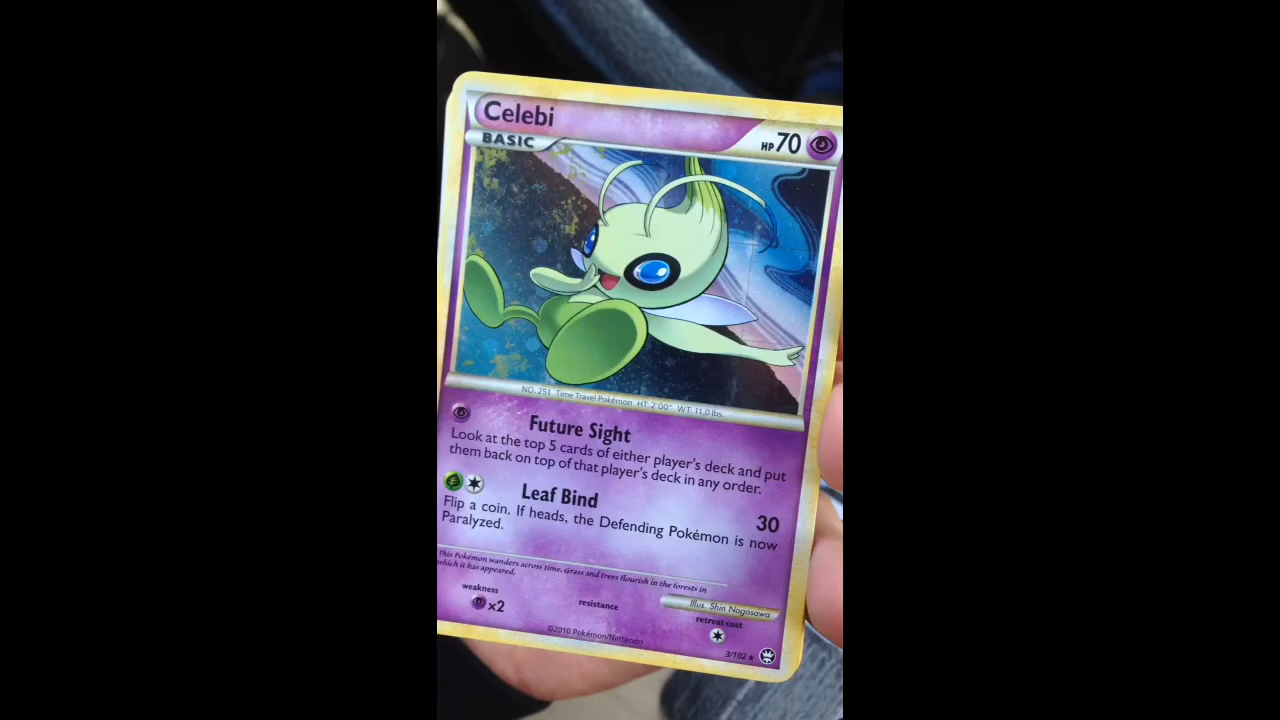 Celebi
HP 70
BASIC
NO. 251 Time Travel Pokémon HT: 2'00" WT: 11.0 lbs.
Future Sight
Look at the top 5 cards of either player's deck and put
them back on top of that player's deck in any order.
Leaf Bind 30
Flip a coin. If heads, the Defending Pokémon is now
Paralyzed.
This Pokémon wanders across time. Grass and trees flourish in the forests in
which it has appeared.
weakness
x2
resistance
Illus. Shin Nagasawa
retreat cost
©2010 Pokémon/Nintendo
3/102 ★